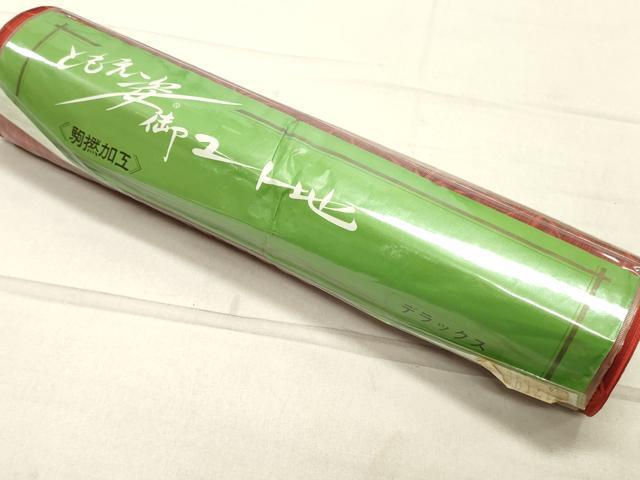 ともえ姿
御コート地
《駒撚加工》
デラックス